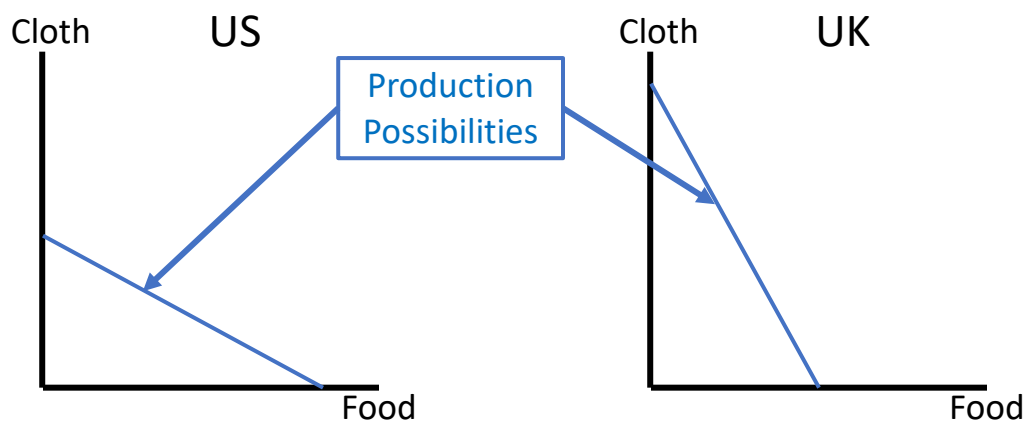 Cloth
US
Cloth
UK
Production
Possibilities
Food
Food